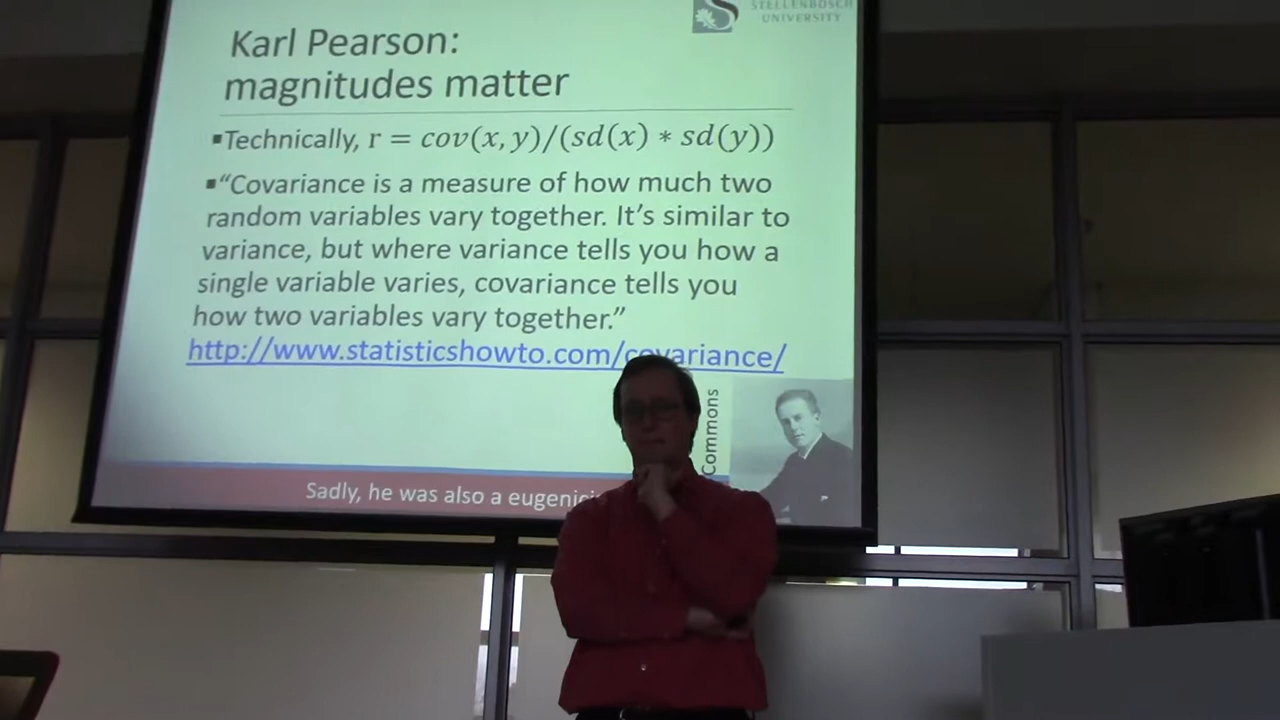 STELLENBOSCH
UNIVERSITY
Karl Pearson:
magnitudes matter
▪Technically, r = cov(x, y)/(sd(x) ∗ sd(y))
▪“Covariance is a measure of how much two
random variables vary together. It’s similar to
variance, but where variance tells you how a
single variable varies, covariance tells you
how two variables vary together.”
http://www.statisticshowto.com/covariance/
Commons
Sadly, he was also a